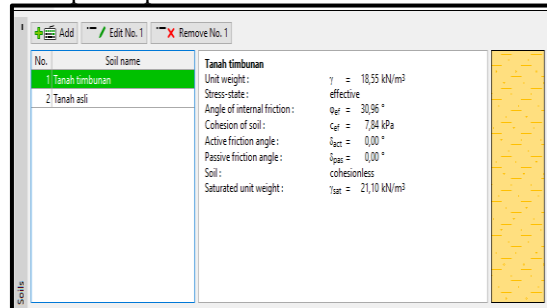 Add Edit No. 1 Remove No. 1
No. Soil name
1 Tanah timbunan
2 Tanah asli
Tanah timbunan
Unit weight : γ = 18,55 kN/m³
Stress-state : effective
Angle of internal friction : φef = 30,96 °
Cohesion of soil : cef = 7,84 kPa
Active friction angle : δact = 0,00 °
Passive friction angle : δpas = 0,00 °
Soil : cohesionless
Saturated unit weight : γsat = 21,10 kN/m³
Soils